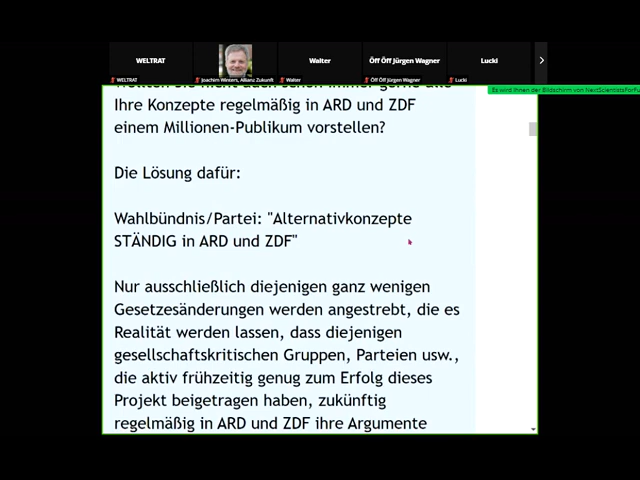 WELTRAT
Walter
Öff Öff Jürgen Wagner
Lucki
WELTRAT
Joachim Winters, Allianz Zukunft
Walter
Öff Öff Jürgen Wagner
Lucki
Es wird Ihnen der Bildschirm von NextScientistsForFu
Wollten Sie nicht auch schon immer gerne alle
Ihre Konzepte regelmäßig in ARD und ZDF
einem Millionen-Publikum vorstellen?
Die Lösung dafür:
Wahlbündnis/Partei: "Alternativkonzepte
STÄNDIG in ARD und ZDF"
Nur ausschließlich diejenigen ganz wenigen
Gesetzesänderungen werden angestrebt, die es
Realität werden lassen, dass diejenigen
gesellschaftskritischen Gruppen, Parteien usw.,
die aktiv frühzeitig genug zum Erfolg dieses
Projekt beigetragen haben, zukünftig
regelmäßig in ARD und ZDF ihre Argumente